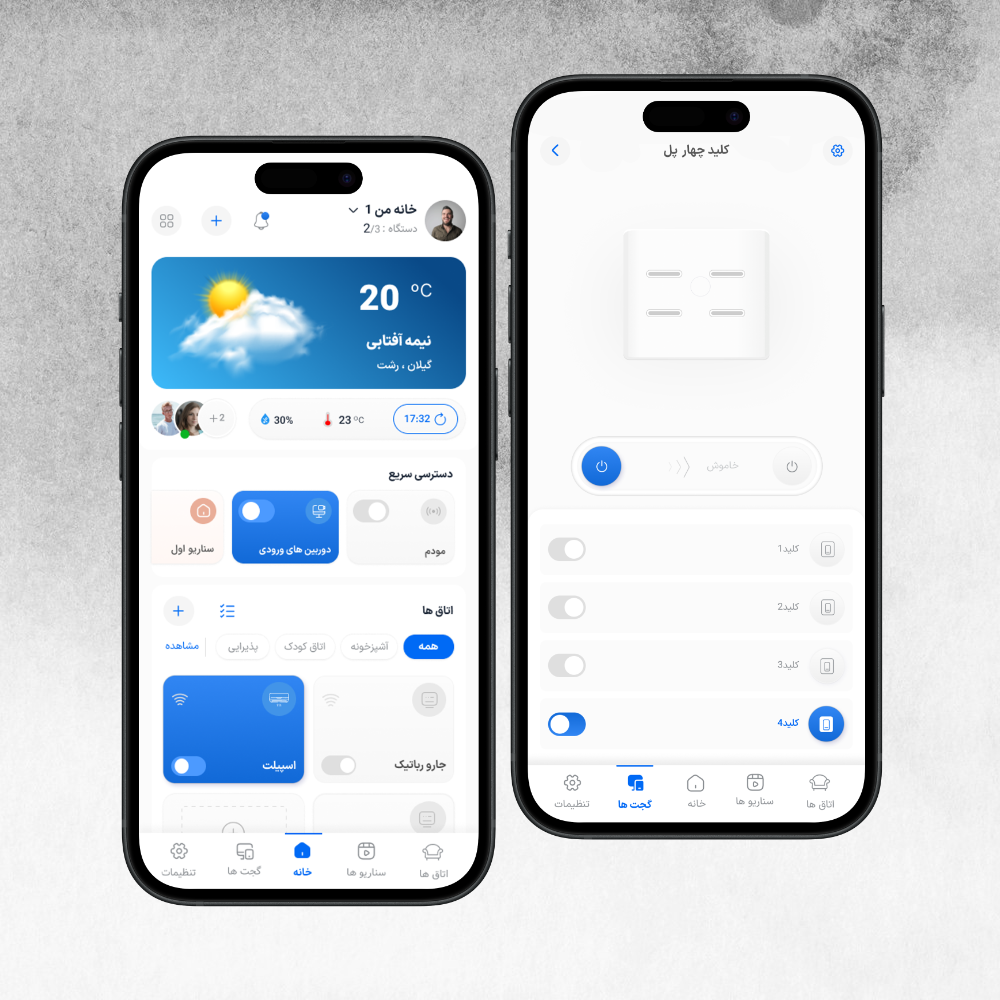 خانه من 1
دستگاه : 2/3
20 °C
نیمه آفتابی
گیلان ، رشت
17:32
23 °C
30%
+2
دسترسی سریع
مودم
دوربین های ورودی
سناریو اول
اتاق ها
همه
آشپزخونه
اتاق کودک
پذیرایی
مشاهده
جارو رباتیک
اسپیلت
اتاق ها
سناریو ها
خانه
گجت ها
تنظیمات
کلید چهار پل
خاموش
کلید1
کلید2
کلید3
کلید4
اتاق ها
سناریو ها
خانه
گجت ها
تنظیمات